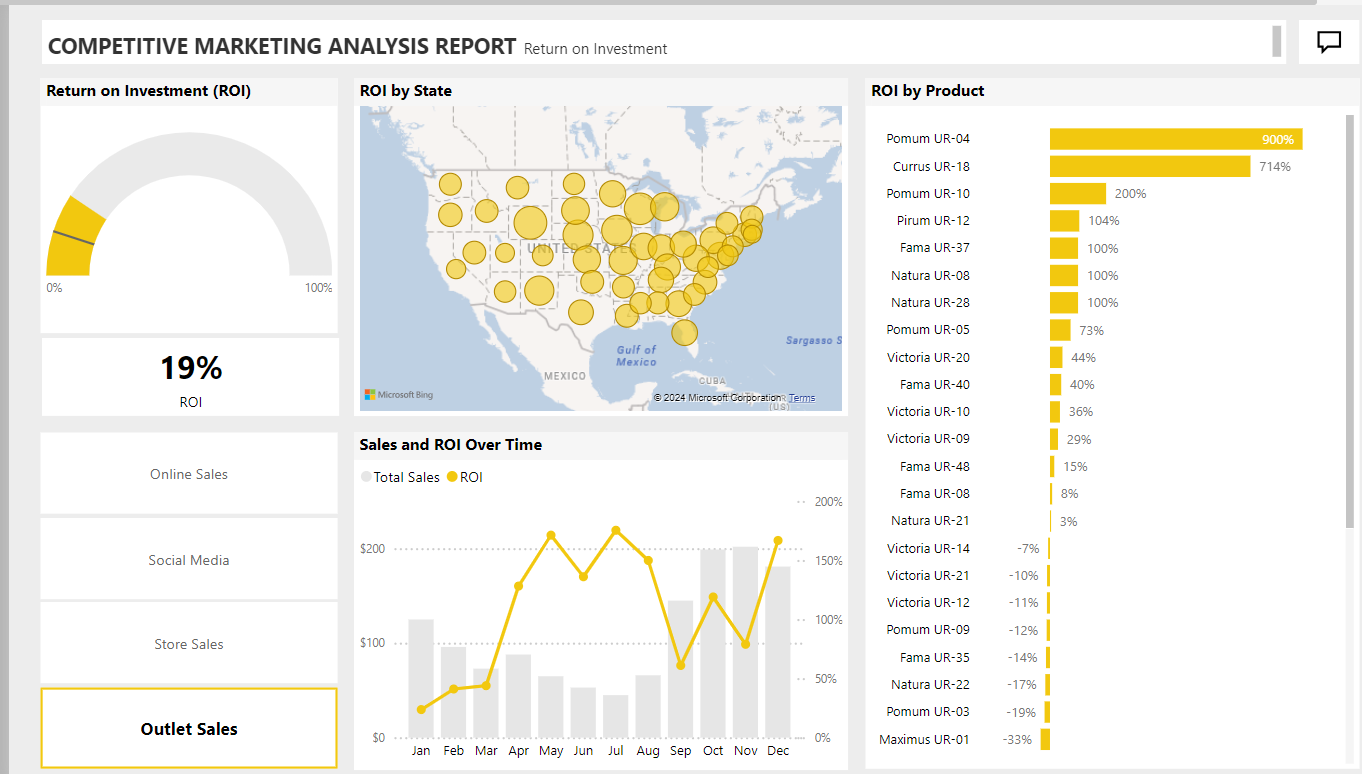 COMPETITIVE MARKETING ANALYSIS REPORT Return on Investment
Return on Investment (ROI)
0% 100%
19%
ROI
Online Sales
Social Media
Store Sales
Outlet Sales
ROI by State
UNITED STATES
Gulf of
Mexico
Sargasso S
MEXICO
CUBA
(US)
Microsoft Bing
© 2024 Microsoft Corporation Terms
Sales and ROI Over Time
Total Sales ROI
200%
$200
150%
100%
$100
50%
$0 0%
Jan Feb Mar Apr May Jun Jul Aug Sep Oct Nov Dec
ROI by Product
Pomum UR-04 900%
Currus UR-18 714%
Pomum UR-10 200%
Pirum UR-12 104%
Fama UR-37 100%
Natura UR-08 100%
Natura UR-28 100%
Pomum UR-05 73%
Victoria UR-20 44%
Fama UR-40 40%
Victoria UR-10 36%
Victoria UR-09 29%
Fama UR-48 15%
Fama UR-08 8%
Natura UR-21 3%
Victoria UR-14 -7%
Victoria UR-21 -10%
Victoria UR-12 -11%
Pomum UR-09 -12%
Fama UR-35 -14%
Natura UR-22 -17%
Pomum UR-03 -19%
Maximus UR-01 -33%